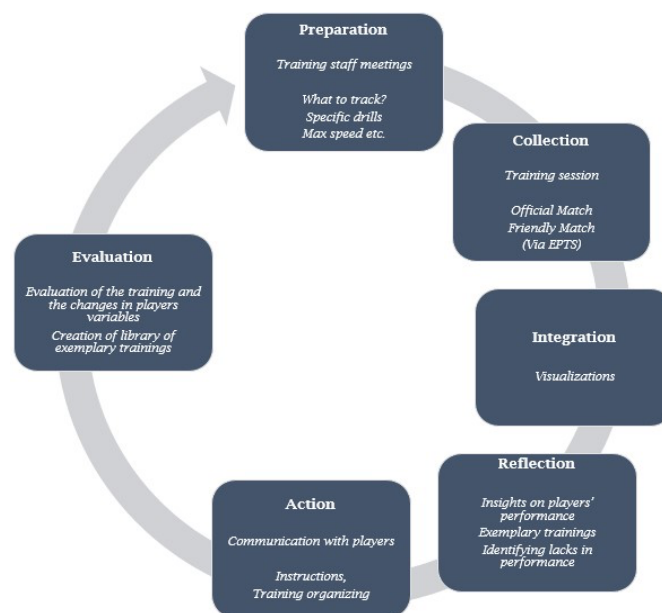 Preparation
Training staff meetings
What to track?
Specific drills
Max speed etc.
Collection
Training session
Official Match
Friendly Match
(Via EPTS)
Integration
Visualizations
Reflection
Insights on players'
performance
Exemplary trainings
Identifying lacks in
performance
Action
Communication with players
Instructions,
Training organizing
Evaluation
Evaluation of the training and
the changes in players
variables
Creation of library of
exemplary trainings